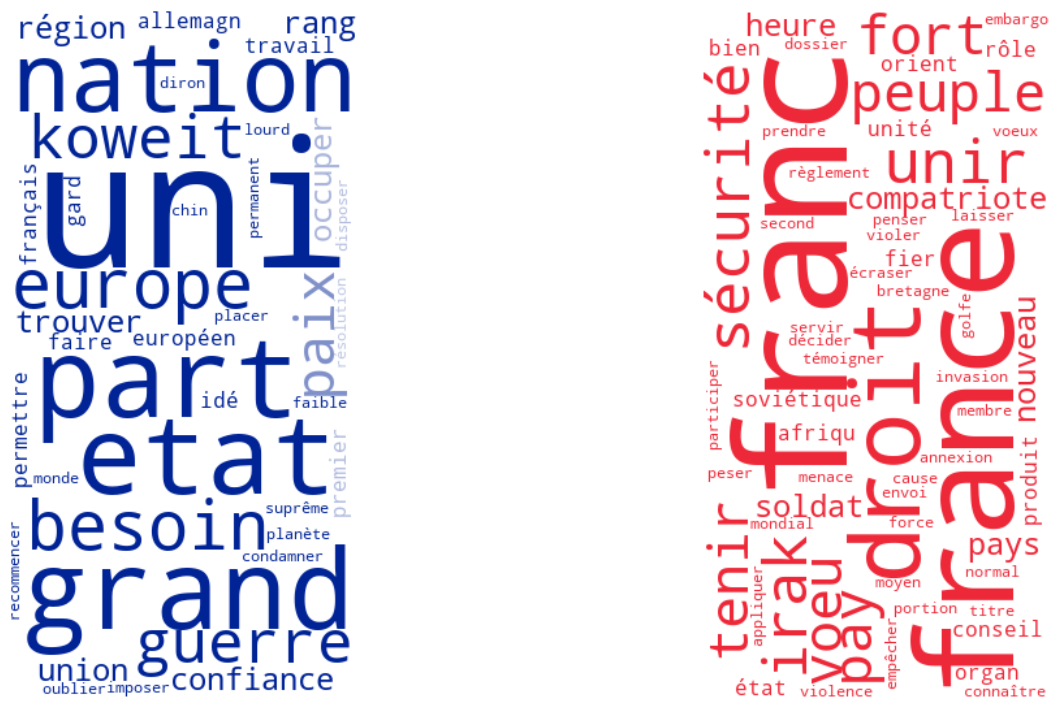 région
allemagn
rang
travail
nation
diron
koweit
lourd
occuper
uni
français
gard
chin
permanent
disposer
europe
paix
résolution
trouver
placer
faire
européen
part
idé
faible
permettre
etat
premier
monde
suprême
besoin
planète
condamner
recommencer
grand
guerre
union
confiance
oublier
imposer
heure
fort
embargo
bien
dossier
rôle
orient
sécurité
franc
peuple
prendre
unité
voeux
unir
règlement
compatriote
second
penser
laisser
violer
france
fier
écraser
bretagne
golfe
nouveau
servir
décider
droit
témoigner
invasion
participer
soviétique
membre
afriqu
annexion
produit
peser
menace
cause
envoi
soldat
mondial
force
tenir
irak
pays
voeu
pay
moyen
normal
appliquer
portion
titre
conseil
empêcher
organ
état
violence
connaître